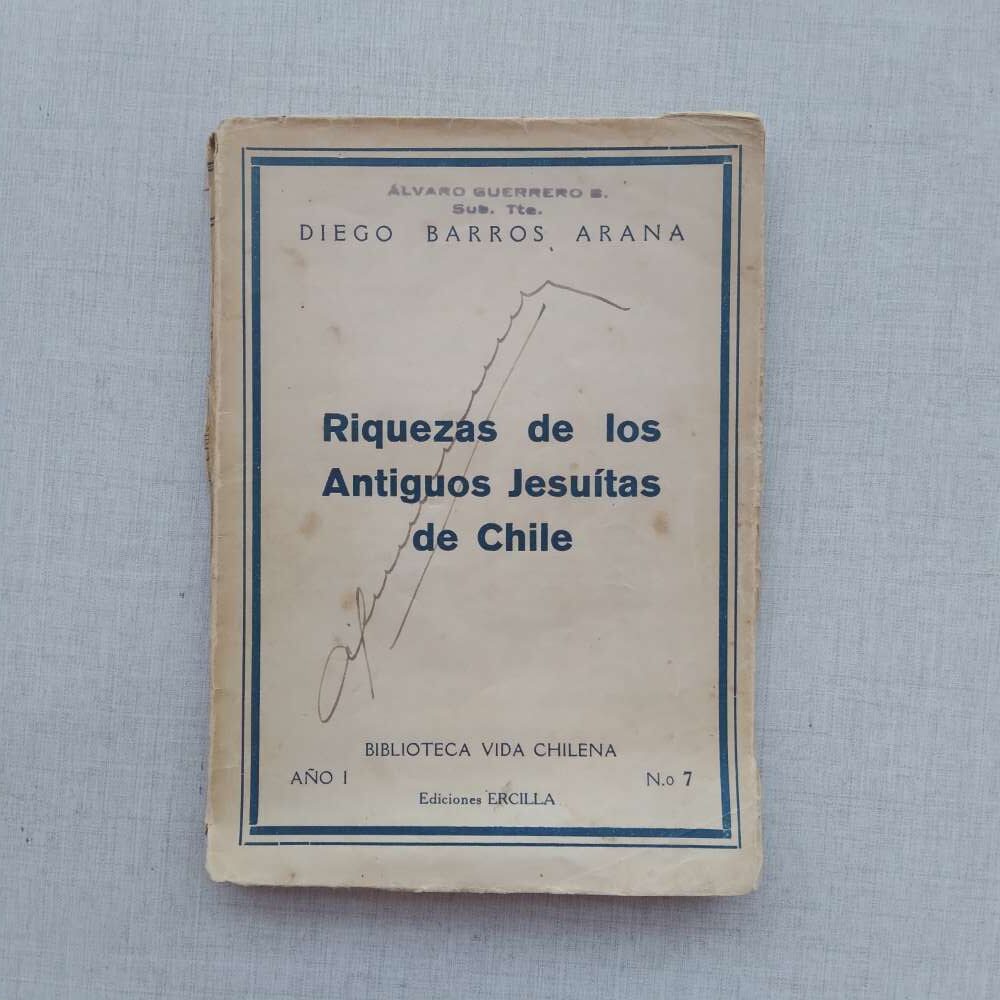 ÁLVARO GUERRERO B.
Sub. Tte.
DIEGO BARROS ARANA
Riquezas de los
Antiguos Jesuítas
de Chile
BIBLIOTECA VIDA CHILENA
AÑO I N.o 7
Ediciones ERCILLA